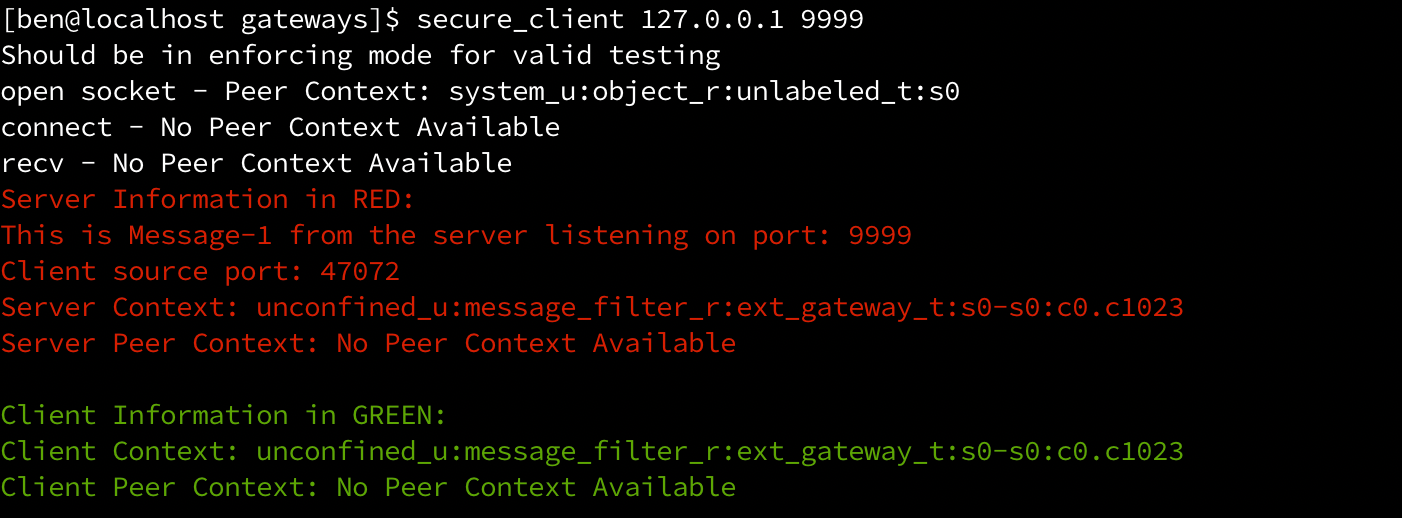 [ben@localhost gateways]$ secure_client 127.0.0.1 9999
Should be in enforcing mode for valid testing
open socket - Peer Context: system_u:object_r:unlabeled_t:s0
connect - No Peer Context Available
recv - No Peer Context Available
Server Information in RED:
This is Message-1 from the server listening on port: 9999
Client source port: 47072
Server Context: unconfined_u:message_filter_r:ext_gateway_t:s0-s0:c0.c1023
Server Peer Context: No Peer Context Available
Client Information in GREEN:
Client Context: unconfined_u:message_filter_r:ext_gateway_t:s0-s0:c0.c1023
Client Peer Context: No Peer Context Available